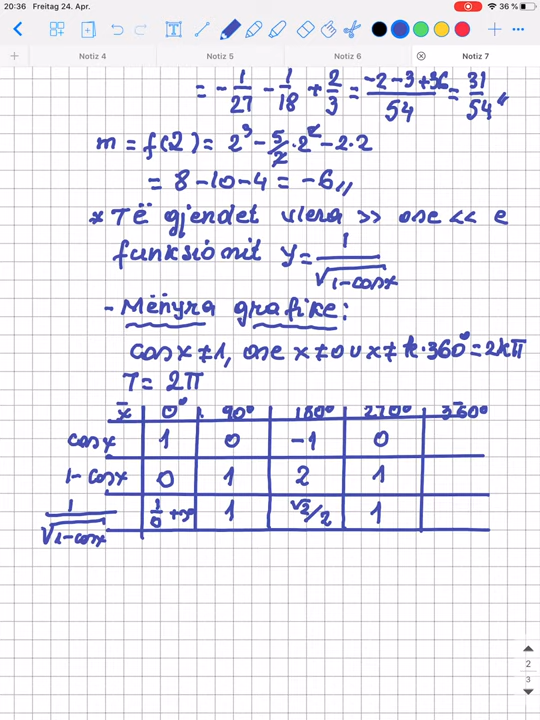 20:36 Freitag 24. Apr. 36 %
Notiz 4 Notiz 5 Notiz 6 Notiz 7
= - 1/27 - 1/18 + 2/3 = -2-3+36/54 = 31/54 "
m = f(2) = 2³ - 5/2 · 2² - 2·2
= 8 - 10 - 4 = -6 "
* Të gjendet vlera >> ose << e
funksionit y = 1/√1-cosx
- Mënyra grafike:
cosx ≠ 1, ose x ≠ 0 ∪ x ≠ k·360° = 2kπ
T = 2π
x 0° 90° 180° 270° 360°
cosx 1 0 -1 0
1-cosx 0 1 2 1
1/√1-cosx 1/0 +∞ 1 √2/2 1
2
3